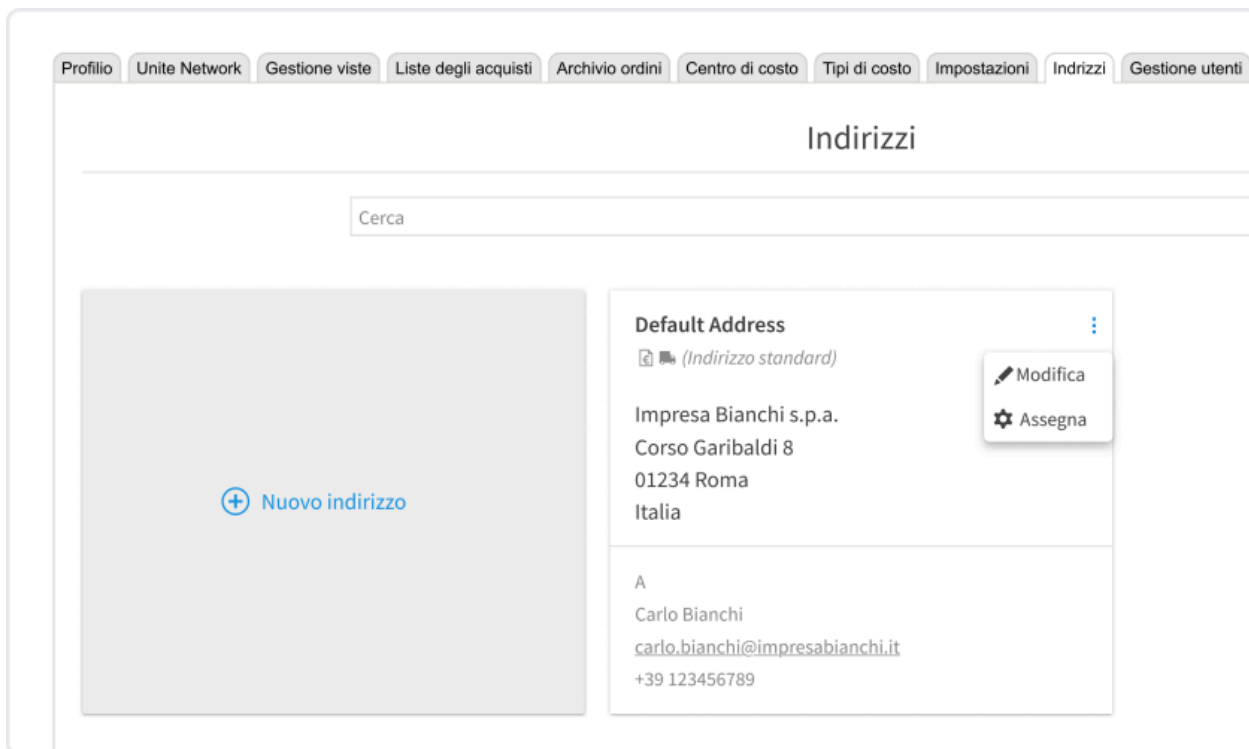 Profilio Unite Network Gestione viste Liste degli acquisti Archivio ordini Centro di costo Tipi di costo Impostazioni Indrizzi Gestione utenti
Indirizzi
Cerca
Nuovo indirizzo
Default Address
(Indirizzo standard)
Modifica
Assegna
Impresa Bianchi s.p.a.
Corso Garibaldi 8
01234 Roma
Italia
A
Carlo Bianchi
carlo.bianchi@impresabianchi.it
+39 123456789